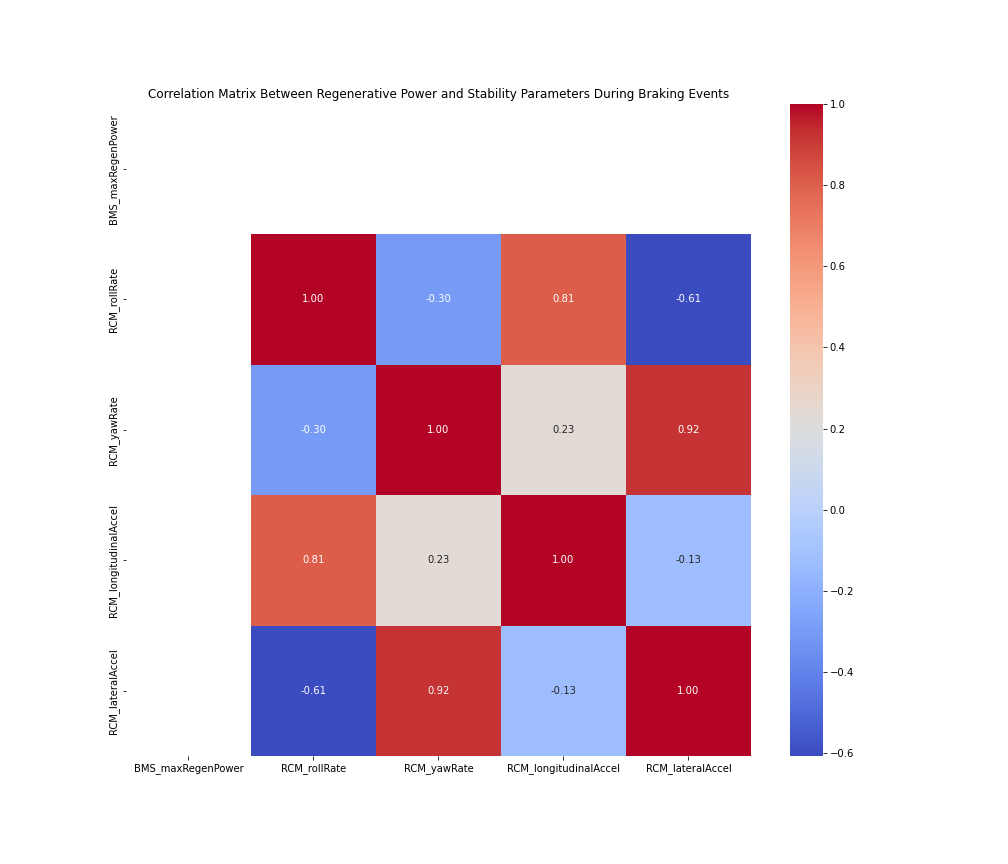 Correlation Matrix Between Regenerative Power and Stability Parameters During Braking Events
BMS_maxRegenPower
RCM_rollRate
1.00
-0.30
0.81
-0.61
RCM_yawRate
-0.30
1.00
0.23
0.92
RCM_longitudinalAccel
0.81
0.23
1.00
-0.13
RCM_lateralAccel
-0.61
0.92
-0.13
1.00
BMS_maxRegenPower
RCM_rollRate
RCM_yawRate
RCM_longitudinalAccel
RCM_lateralAccel
1.0
0.8
0.6
0.4
0.2
0.0
−0.2
−0.4
−0.6